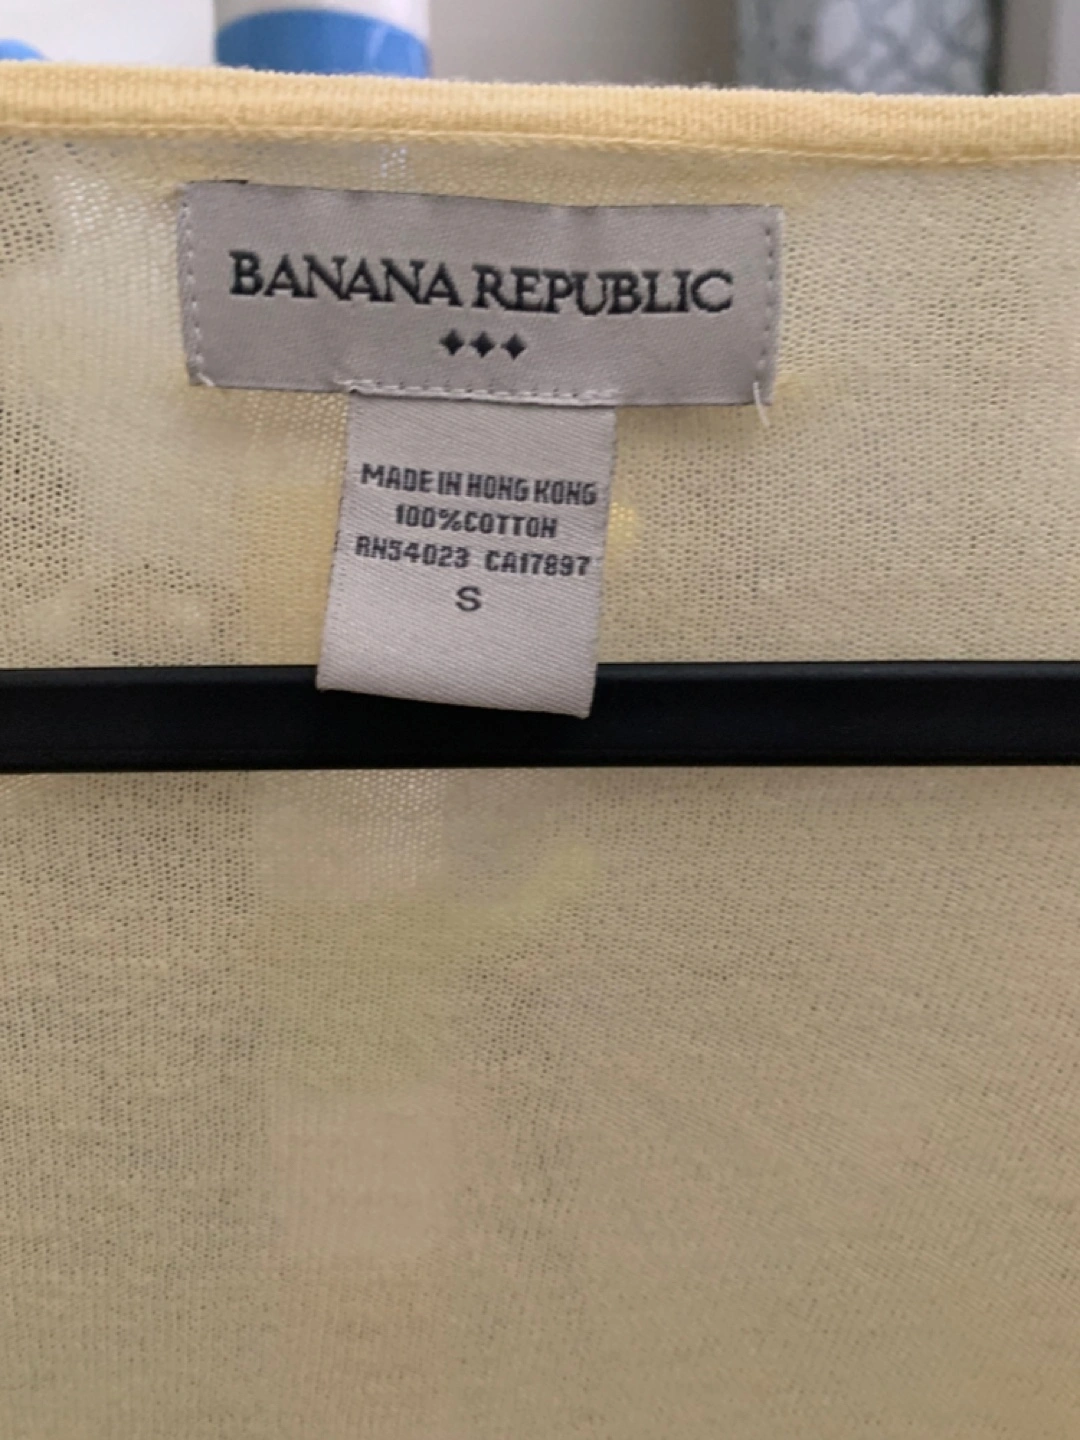 BANANA REPUBLIC
MADE IN HONG KONG
100%COTTON
RN54023 CA17897
S